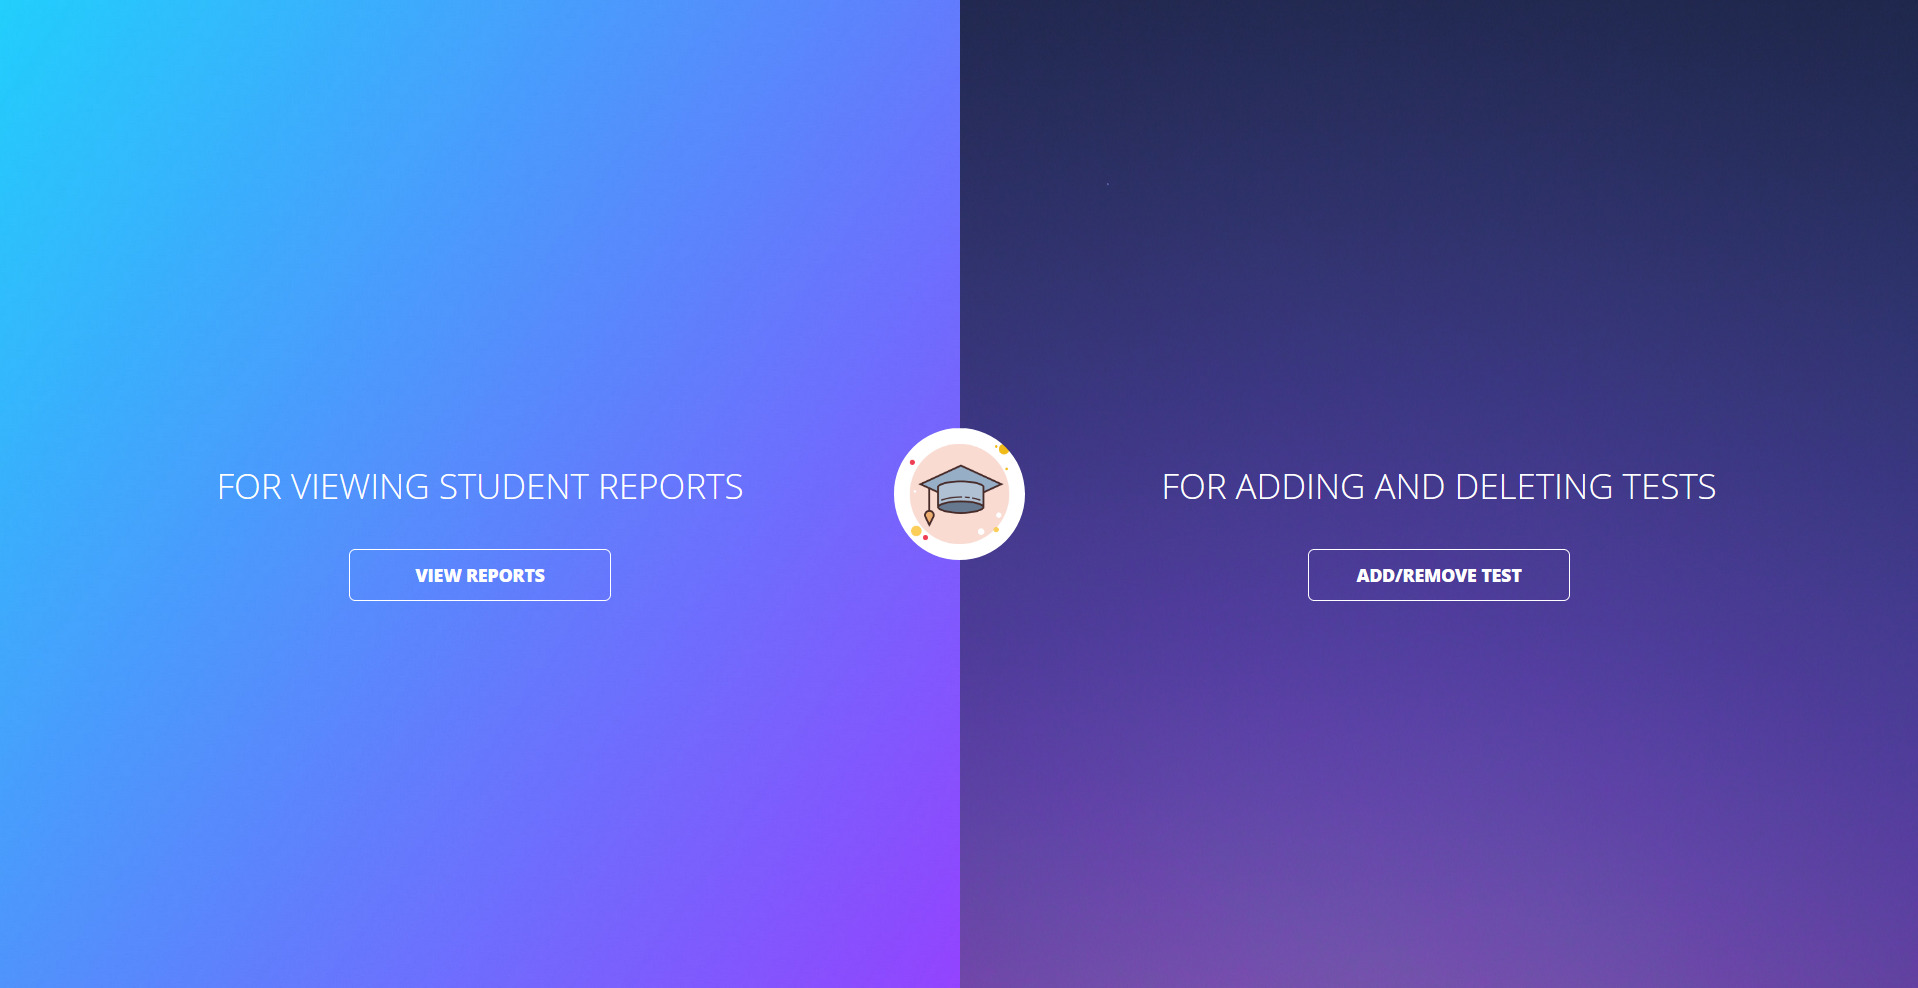 FOR VIEWING STUDENT REPORTS
VIEW REPORTS
FOR ADDING AND DELETING TESTS
ADD/REMOVE TEST